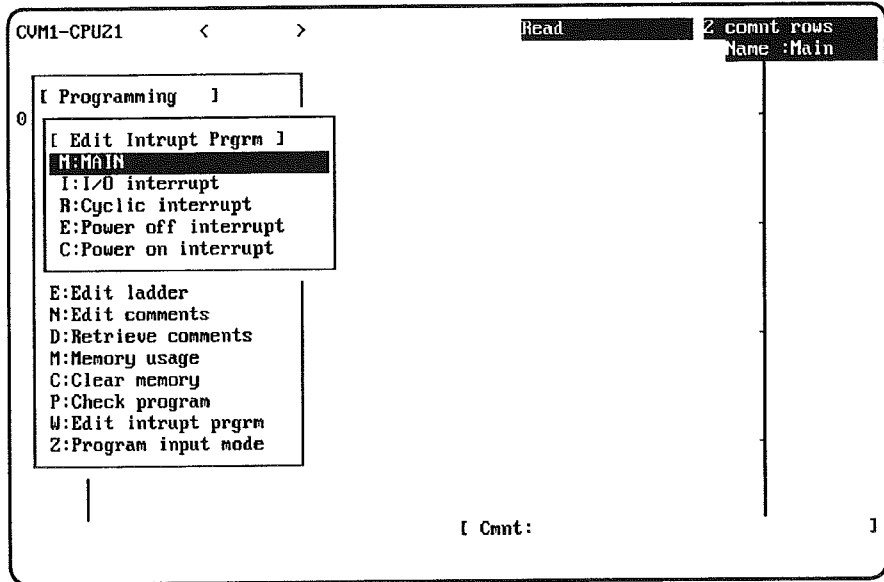 CVM1-CPU21 < > Read 2 comnt rows
Name :Main
[ Programming ]
0
[ Edit Intrupt Prgrm ]
M:MAIN
I:I/O interrupt
R:Cyclic interrupt
E:Power off interrupt
C:Power on interrupt
E:Edit ladder
N:Edit comments
D:Retrieve comments
M:Memory usage
C:Clear memory
P:Check program
W:Edit intrupt prgrm
Z:Program input mode
[ Cmnt: ]